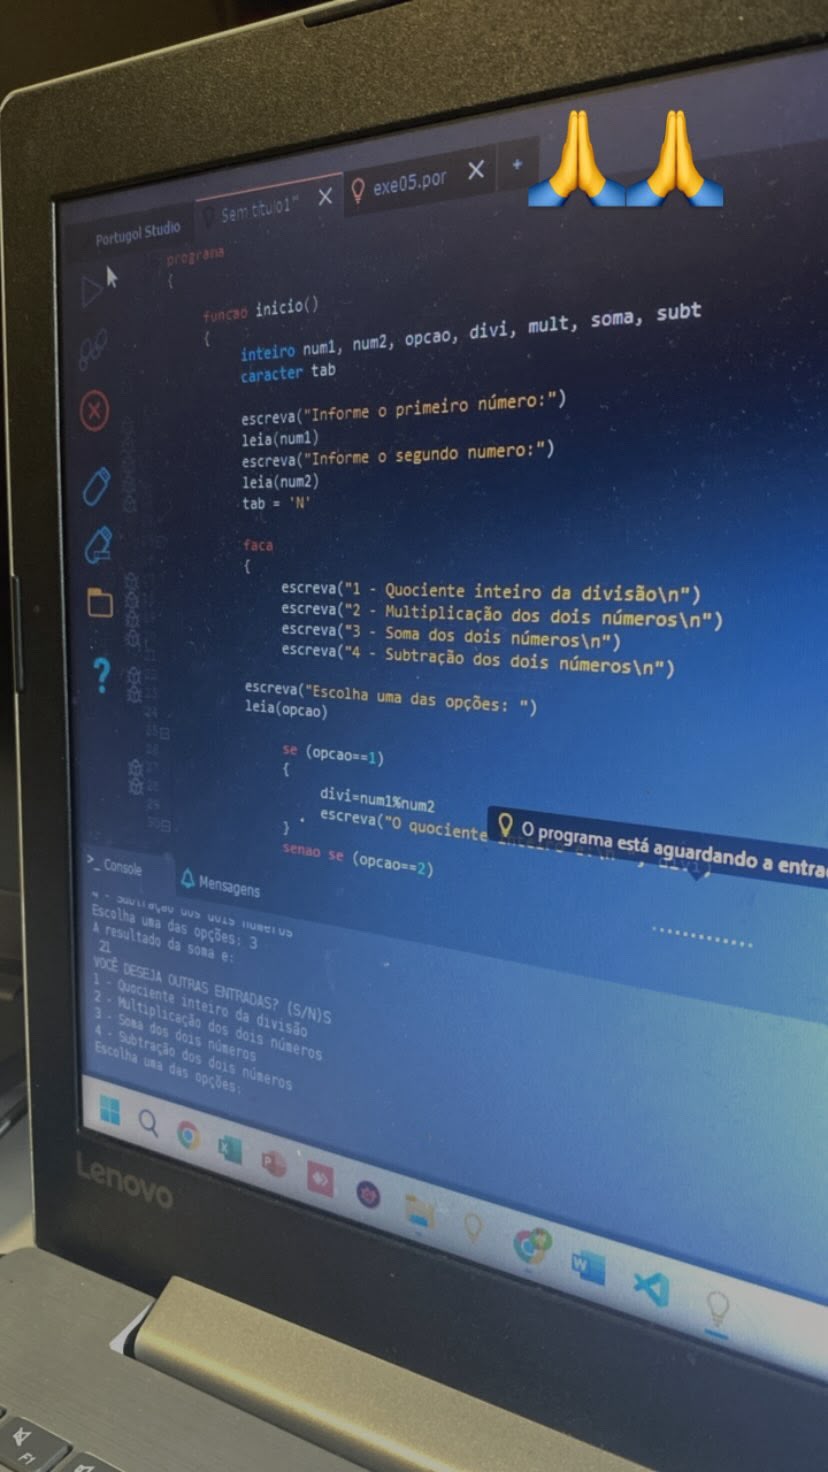 Portugol Studio
Sem título1*
exe05.por
programa
{
funcao inicio()
{
inteiro num1, num2, opcao, divi, mult, soma, subt
caracter tab
escreva("Informe o primeiro número:")
leia(num1)
escreva("Informe o segundo numero:")
leia(num2)
tab = 'N'
faca
{
escreva("1 - Quociente inteiro da divisão\n")
escreva("2 - Multiplicação dos dois números\n")
escreva("3 - Soma dos dois números\n")
escreva("4 - Subtração dos dois números\n")
escreva("Escolha uma das opções: ")
leia(opcao)
se (opcao==1)
{
divi=num1%num2
escreva("O quociente
O programa está aguardando a entra
}
senao se (opcao==2)
>_ Console
Mensagens
4 - Subtração dos dois números
Escolha uma das opções: 3
A resultado da soma e:
21
VOCÊ DESEJA OUTRAS ENTRADAS? (S/N)S
1 - Quociente inteiro da divisão
2 - Multiplicação dos dois números
3 - Soma dos dois números
4 - Subtração dos dois números
Escolha uma das opções:
Lenovo
F1